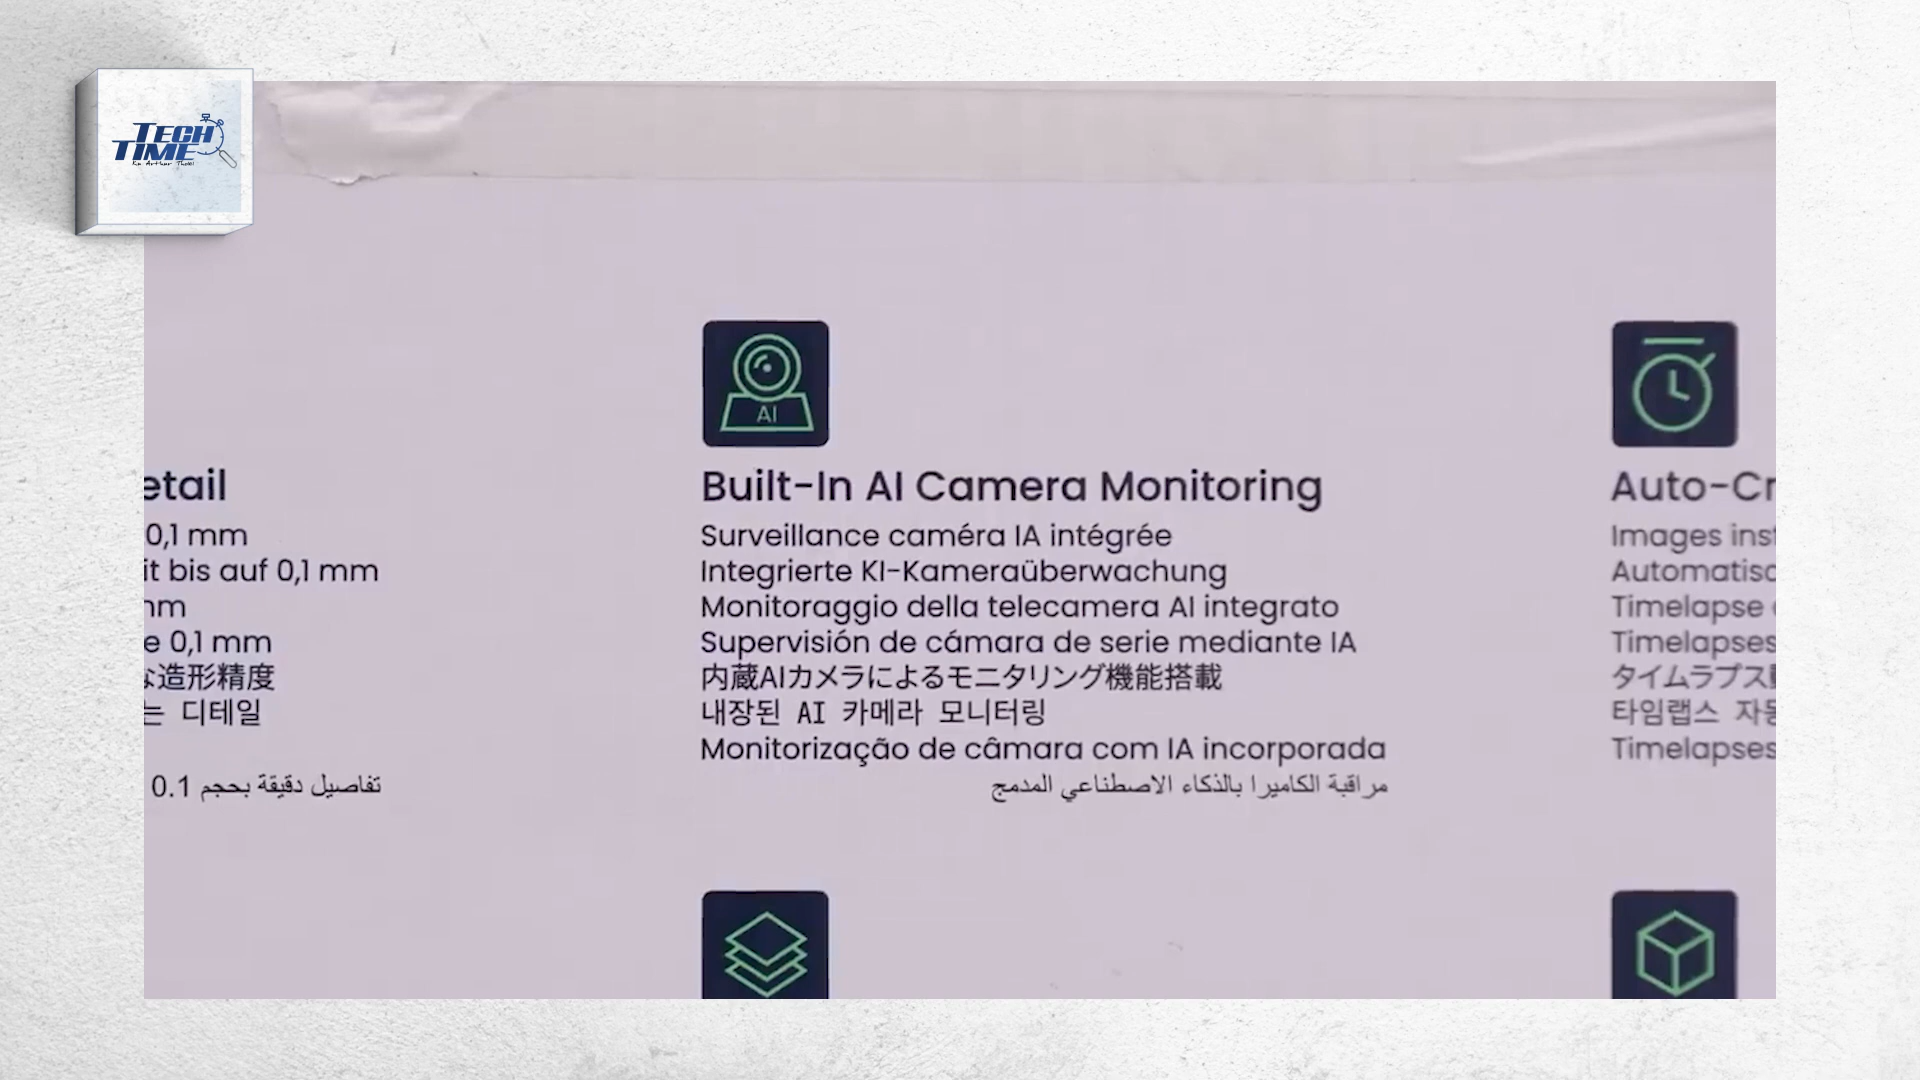 TECH
TIME
etail
0,1 mm
it bis auf 0,1 mm
mm
e 0,1 mm
な造形精度
는 디테일
تفاصيل دقيقة بحجم 0.1
AI
Built-In AI Camera Monitoring
Surveillance caméra IA intégrée
Integrierte KI-Kameraüberwachung
Monitoraggio della telecamera AI integrato
Supervisión de cámara de serie mediante IA
内蔵AIカメラによるモニタリング機能搭載
내장된 AI 카메라 모니터링
Monitorização de câmara com IA incorporada
مراقبة الكاميرا بالذكاء الاصطناعي المدمج
Auto-Cr
Images inst
Automatisc
Timelapse
Timelapses
タイムラプス
타임랩스 자동
Timelapses